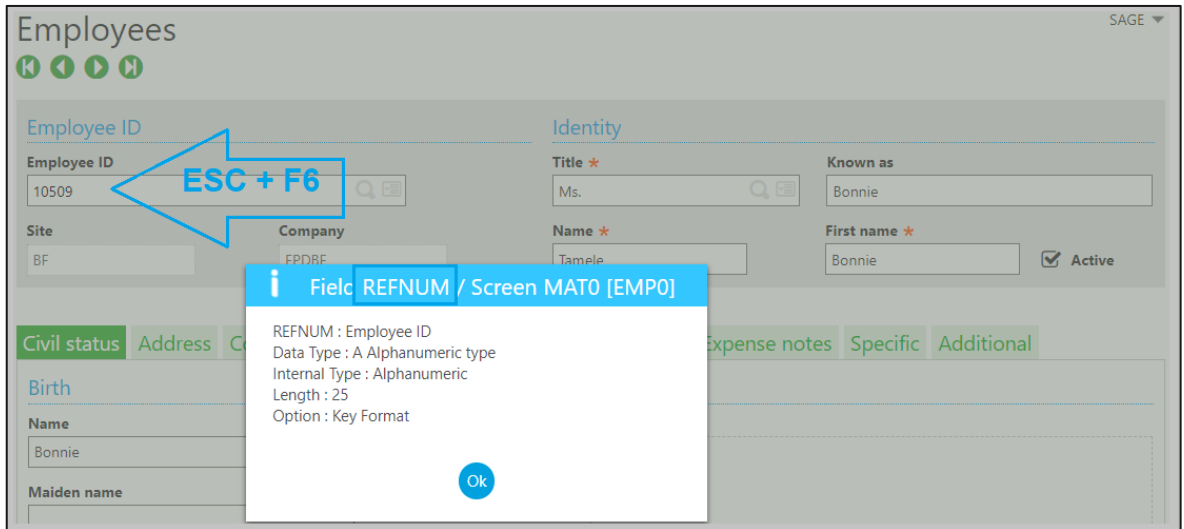 Employees
SAGE
Employee ID
Identity
Employee ID
Title *
Known as
10509
ESC + F6
Ms.
Bonnie
Site
Company
Name *
First name *
BF
FPDBF
Tamele
Bonnie
Active
Field REFNUM / Screen MAT0 [EMP0]
REFNUM : Employee ID
Data Type : A Alphanumeric type
Internal Type : Alphanumeric
Length : 25
Option : Key Format
Ok
Civil status
Address
Expense notes
Specific
Additional
Birth
Name
Bonnie
Maiden name